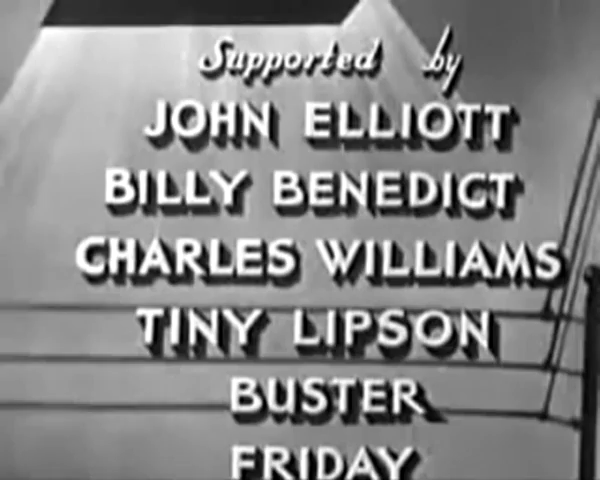 Supported by
JOHN ELLIOTT
BILLY BENEDICT
CHARLES WILLIAMS
TINY LIPSON
BUSTER
FRIDAY